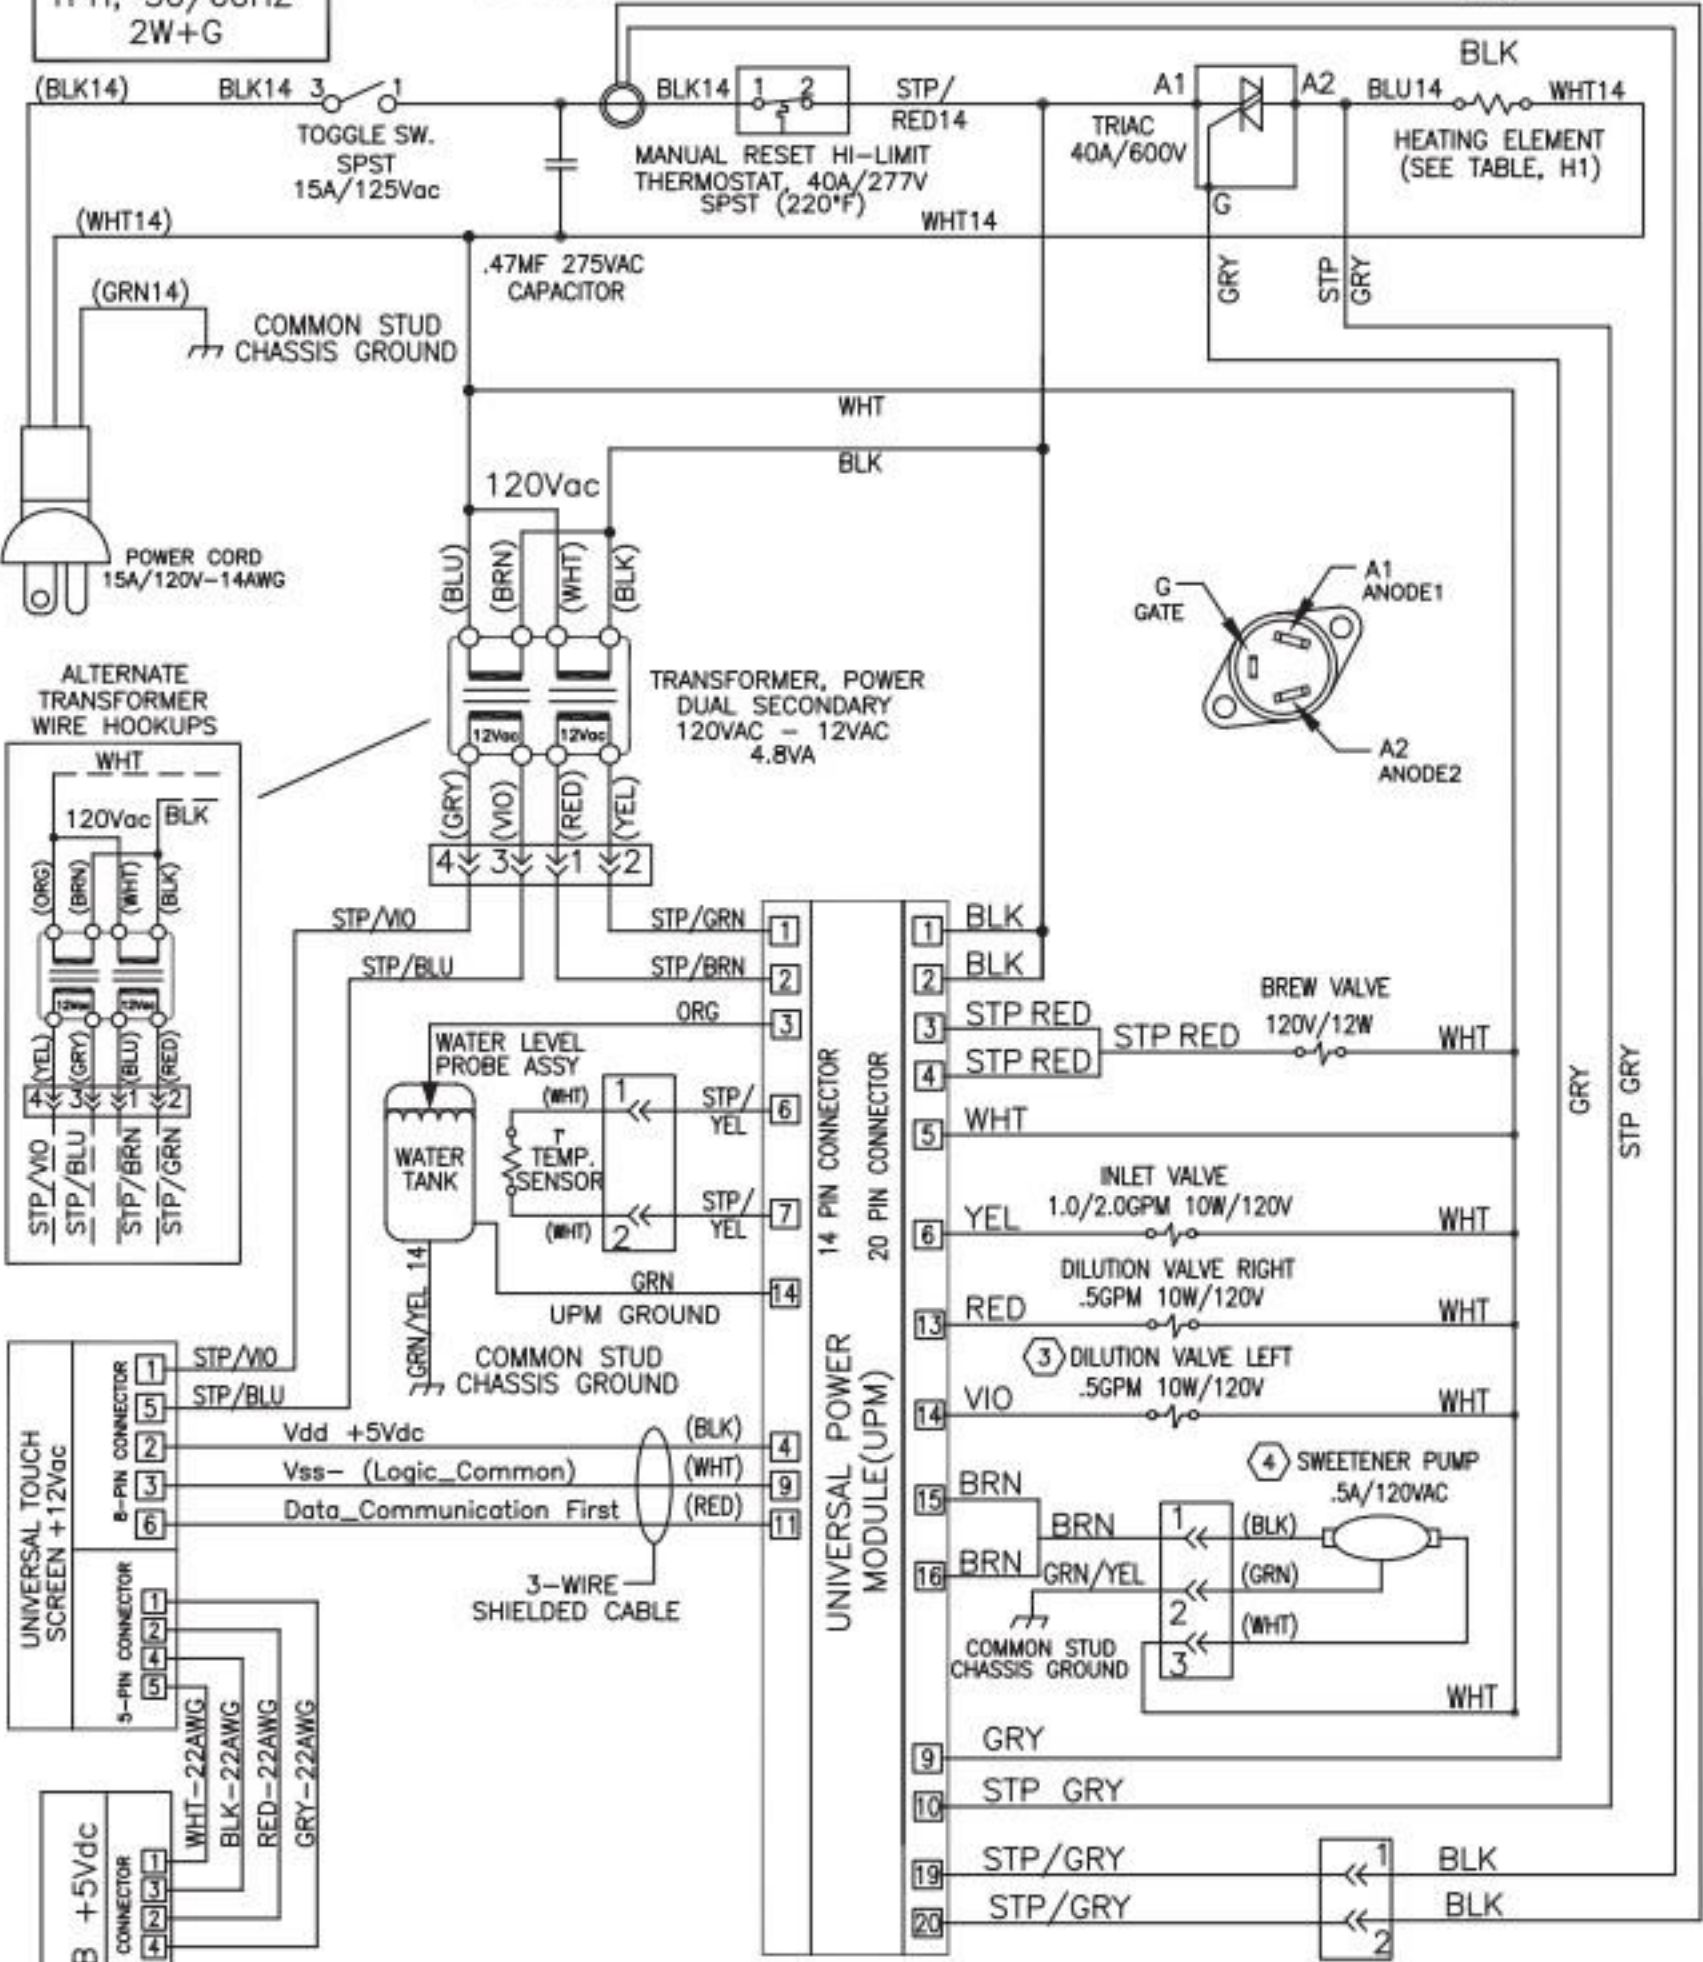 2W+G
(BLK14)
BLK14
3
1
TOGGLE SW.
SPST
15A/125Vac
BLK14
1
2
MANUAL RESET HI-LIMIT
THERMOSTAT, 40A/277V
SPST (220°F)
STP/
RED14
A1
A2
G
TRIAC
40A/600V
BLK
BLU14
WHT14
HEATING ELEMENT
(SEE TABLE, H1)
(WHT14)
WHT14
.47MF 275VAC
CAPACITOR
(GRN14)
COMMON STUD
CHASSIS GROUND
GRY
STP
GRY
WHT
BLK
120Vac
POWER CORD
15A/120V-14AWG
(BLU)
(BRN)
(WHT)
(BLK)
12Vac
12Vac
TRANSFORMER, POWER
DUAL SECONDARY
120VAC - 12VAC
4.8VA
(GRY)
(VIO)
(RED)
(YEL)
4
3
1
2
G
GATE
A1
ANODE1
A2
ANODE2
ALTERNATE
TRANSFORMER
WIRE HOOKUPS
WHT
120Vac
BLK
(ORG)
(BRN)
(WHT)
(BLK)
12Vac
12Vac
(YEL)
(GRY)
(BLU)
(RED)
4
3
1
2
STP/VIO
STP/BLU
STP/BRN
STP/GRN
STP/VIO
STP/GRN
1
STP/BLU
STP/BRN
2
ORG
3
WATER LEVEL
PROBE ASSY
WATER
TANK
(WHT)
1
STP/
YEL
6
T
TEMP.
SENSOR
(WHT)
2
STP/
YEL
7
GRN
14
UPM GROUND
GRN/YEL 14
COMMON STUD
CHASSIS GROUND
14 PIN CONNECTOR
20 PIN CONNECTOR
UNIVERSAL POWER
MODULE(UPM)
1
BLK
2
BLK
3
STP RED
4
STP RED
STP RED
BREW VALVE
120V/12W
WHT
5
WHT
INLET VALVE
1.0/2.0GPM 10W/120V
6
YEL
WHT
DILUTION VALVE RIGHT
.5GPM 10W/120V
13
RED
WHT
3
DILUTION VALVE LEFT
.5GPM 10W/120V
14
VIO
WHT
4
SWEETENER PUMP
.5A/120VAC
15
BRN
16
BRN
BRN
1
(BLK)
GRN/YEL
2
(GRN)
3
(WHT)
COMMON STUD
CHASSIS GROUND
WHT
9
GRY
10
STP GRY
19
STP/GRY
1
BLK
20
STP/GRY
2
BLK
GRY
STP GRY
UNIVERSAL TOUCH
SCREEN +12Vac
8-PIN CONNECTOR
1
STP/VIO
5
STP/BLU
2
Vdd +5Vdc
(BLK)
4
3
Vss- (Logic_Common)
(WHT)
9
6
Data_Communication First
(RED)
11
3-WIRE
SHIELDED CABLE
5-PIN CONNECTOR
1
2
4
5
WHT-22AWG
BLK-22AWG
RED-22AWG
GRY-22AWG
+5Vdc
CONNECTOR
1
3
2
4